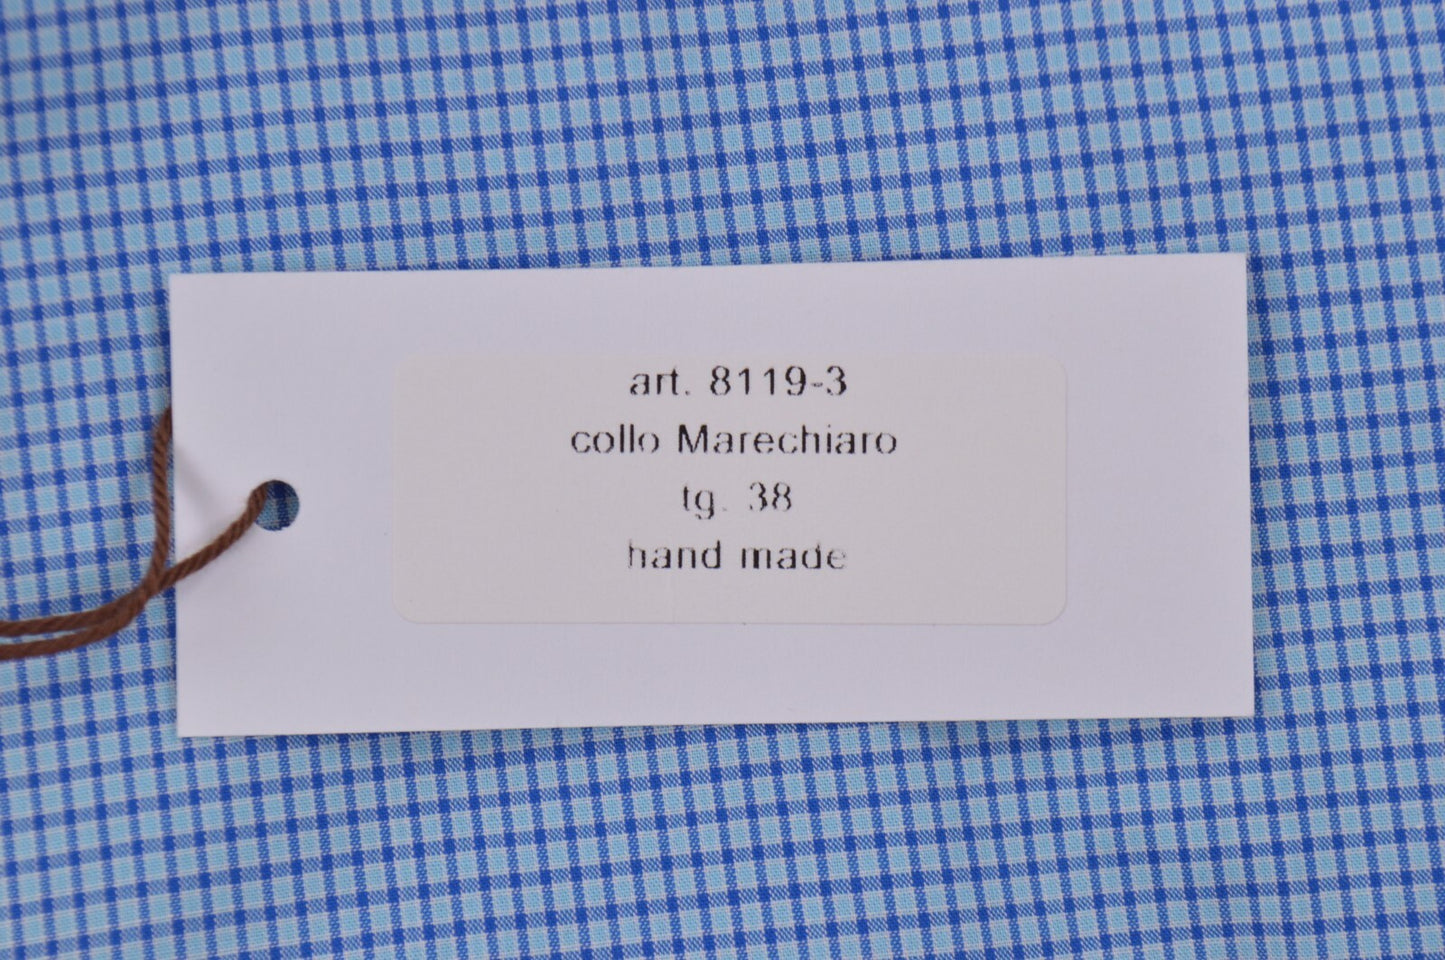 art. 8119-3
collo Marechiaro
tg. 38
hand made